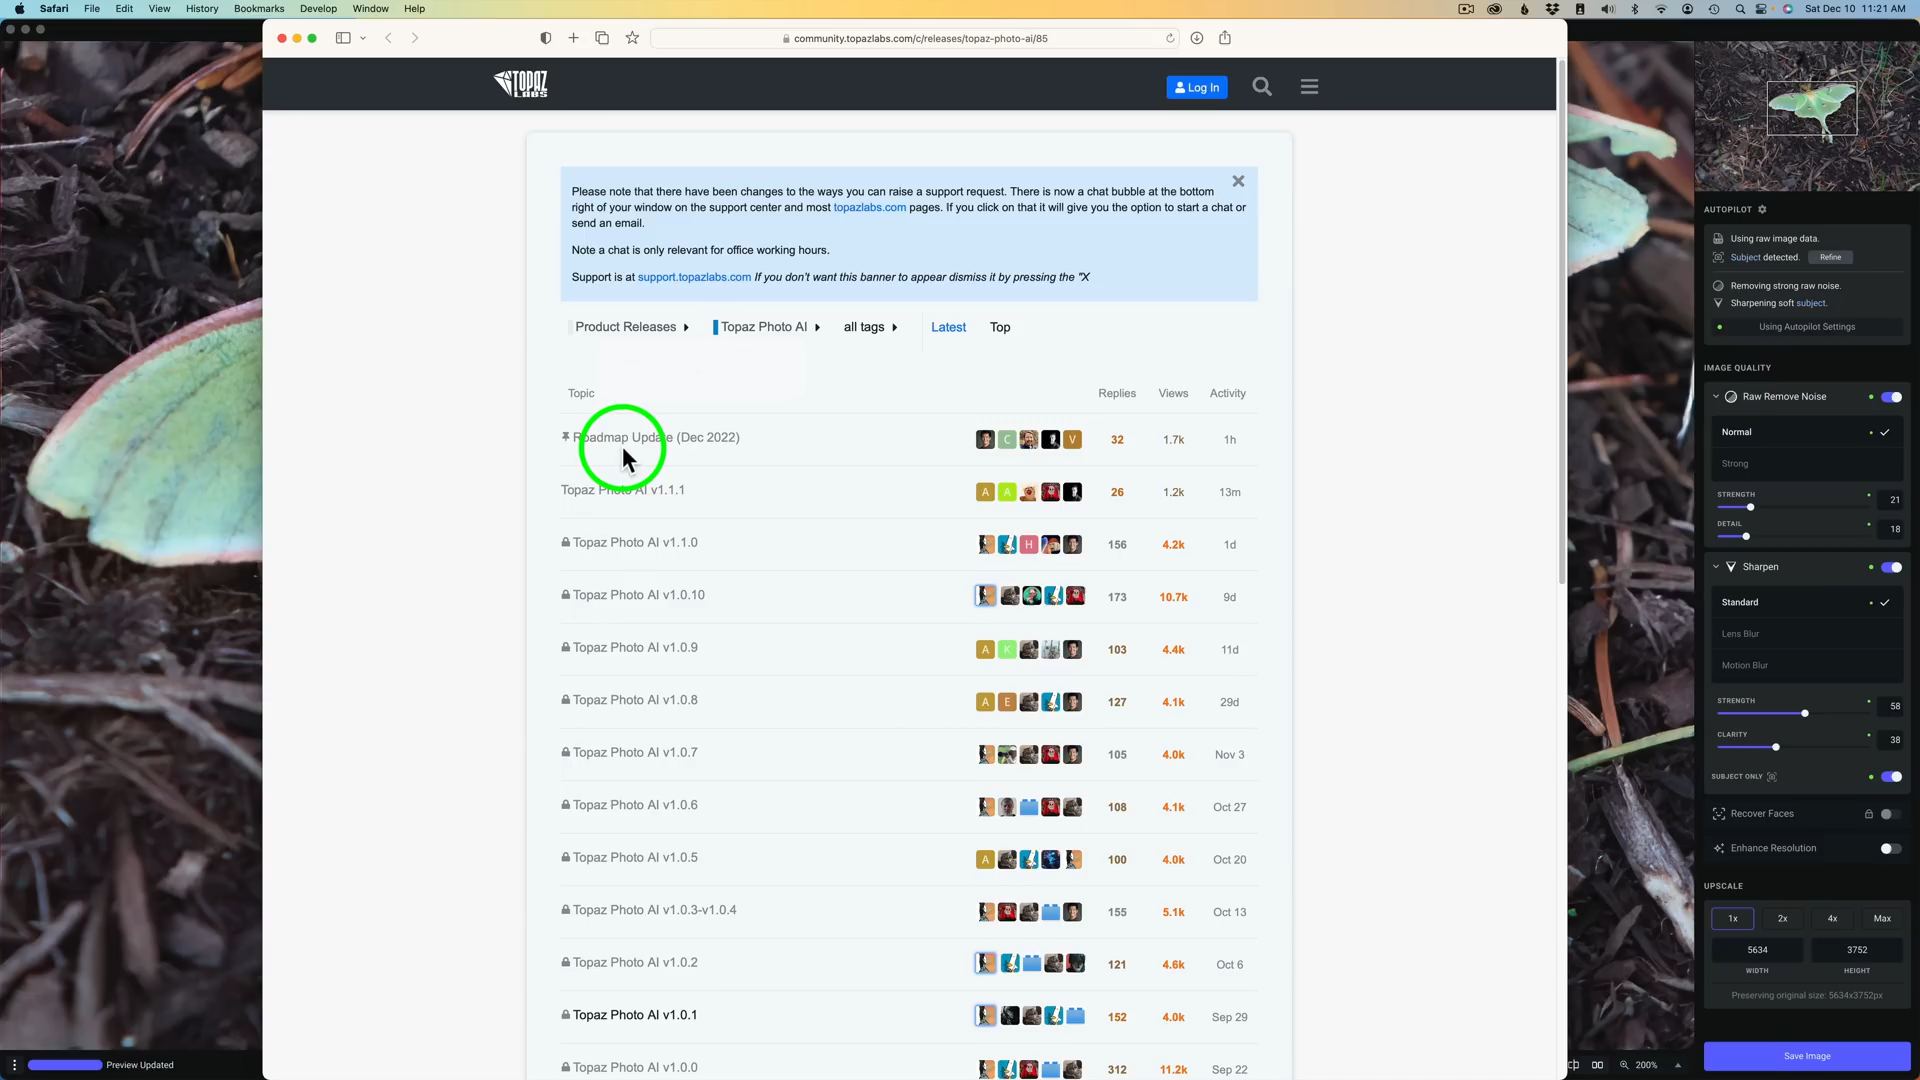 Safari File Edit View History Bookmarks Develop Window Help Sat Dec 10 11:21 AM
community.topazlabs.com/c/releases/topaz-photo-ai/85
TOPAZ
LABS
Log In
Please note that there have been changes to the ways you can raise a support request. There is now a chat bubble at the bottom
right of your window on the support center and most topazlabs.com pages. If you click on that it will give you the option to start a chat or
send an email.
Note a chat is only relevant for office working hours.
Support is at support.topazlabs.com If you don't want this banner to appear dismiss it by pressing the "X
Product Releases Topaz Photo AI all tags Latest Top
Topic Replies Views Activity
Roadmap Update (Dec 2022) C V 32 1.7k 1h
Topaz Photo AI v1.1.1 A A 26 1.2k 13m
Topaz Photo AI v1.1.0 H 156 4.2k 1d
Topaz Photo AI v1.0.10 173 10.7k 9d
Topaz Photo AI v1.0.9 A K 103 4.4k 11d
Topaz Photo AI v1.0.8 A E 127 4.1k 29d
Topaz Photo AI v1.0.7 105 4.0k Nov 3
Topaz Photo AI v1.0.6 108 4.1k Oct 27
Topaz Photo AI v1.0.5 A 100 4.0k Oct 20
Topaz Photo AI v1.0.3-v1.0.4 155 5.1k Oct 13
Topaz Photo AI v1.0.2 121 4.6k Oct 6
Topaz Photo AI v1.0.1 152 4.0k Sep 29
Topaz Photo AI v1.0.0 312 11.2k Sep 22
AUTOPILOT
Using raw image data.
Subject detected. Refine
Removing strong raw noise.
Sharpening soft subject.
Using Autopilot Settings
IMAGE QUALITY
Raw Remove Noise
Normal
Strong
STRENGTH 21
DETAIL 18
Sharpen
Standard
Lens Blur
Motion Blur
STRENGTH 58
CLARITY 38
SUBJECT ONLY
Recover Faces
Enhance Resolution
UPSCALE
1x 2x 4x Max
5634 3752
WIDTH HEIGHT
Preserving original size: 5634x3752px
Preview Updated
200%
Save Image